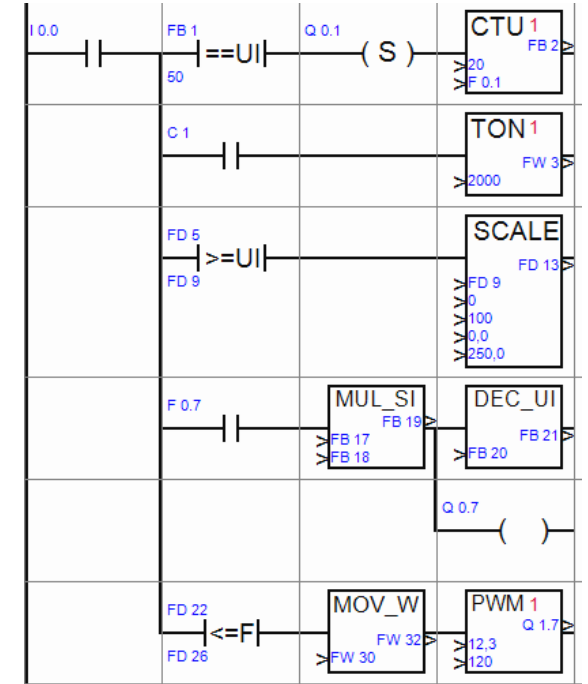 I 0.0
FB 1
==UI
50
Q 0.1
( S )
CTU 1
FB 2
20
F 0.1
C 1
TON 1
FW 3
2000
FD 5
>=UI
FD 9
SCALE
FD 13
FD 9
0
100
0,0
250,0
F 0.7
MUL_SI
FB 19
FB 17
FB 18
DEC_UI
FB 21
FB 20
Q 0.7
FD 22
<=F
FD 26
MOV_W
FW 32
FW 30
PWM 1
Q 1.7
12,3
120